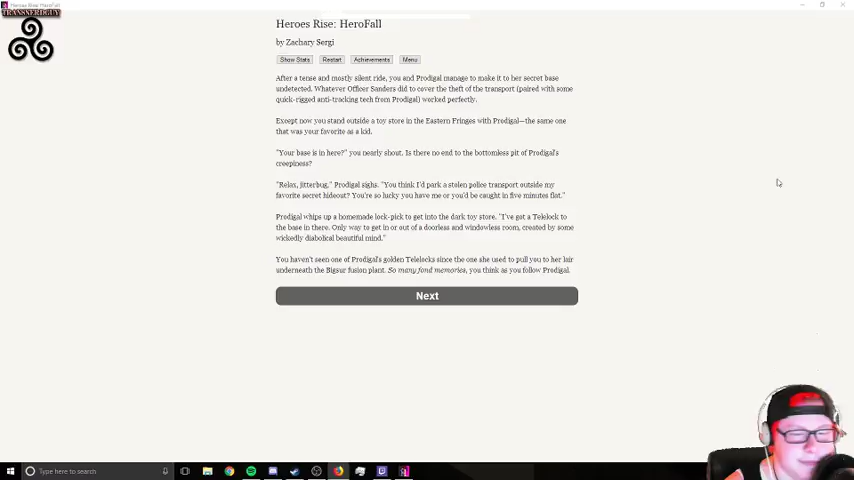 Heroes Rise: HeroFall
TRANSNERDGUY
Heroes Rise: HeroFall
by Zachary Sergi
Show Stats
Restart
Achievements
Menu
After a tense and mostly silent ride, you and Prodigal manage to make it to her secret base
undetected. Whatever Officer Sanders did to cover the theft of the transport (paired with some
quick-rigged anti-tracking tech from Prodigal) worked perfectly.
Except now you stand outside a toy store in the Eastern Fringes with Prodigal—the same one
that was your favorite as a kid.
"Your base is in here?" you nearly shout. Is there no end to the bottomless pit of Prodigal's
creepiness?
"Relax, jitterbug," Prodigal sighs. "You think I'd park a stolen police transport outside my
favorite secret hideout? You're so lucky you have me or you'd be caught in five minutes flat."
Prodigal whips up a homemade lock-pick to get into the dark toy store. "I've got a Telelock to
the base in there. Only way to get in or out of a doorless and windowless room, created by some
wickedly diabolical beautiful mind."
You haven't seen one of Prodigal's golden Telelocks since the one she used to pull you to her lair
underneath the Bigsur fusion plant. So many fond memories, you think as you follow Prodigal.
Next
Type here to search